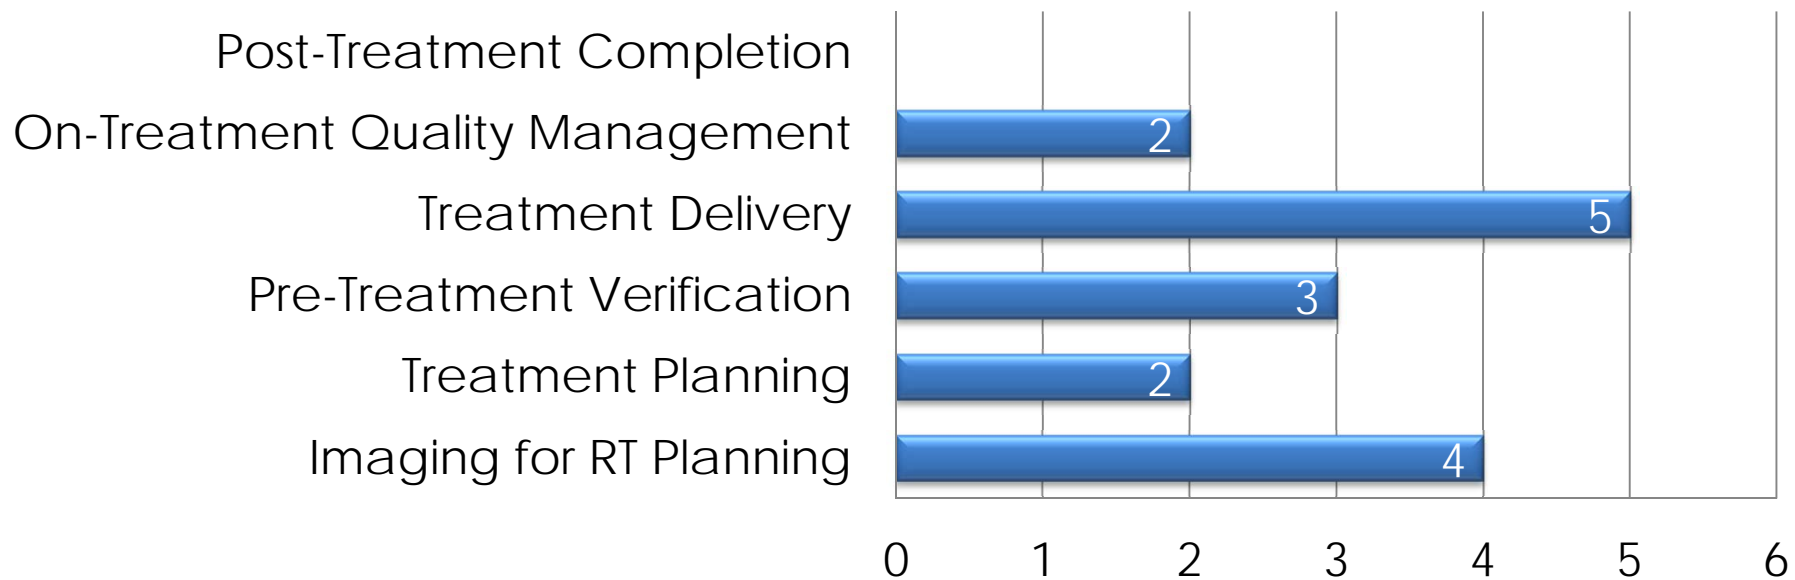 Post-Treatment Completion
On-Treatment Quality Management 2
Treatment Delivery 5
Pre-Treatment Verification 3
Treatment Planning 2
Imaging for RT Planning 4
0 1 2 3 4 5 6